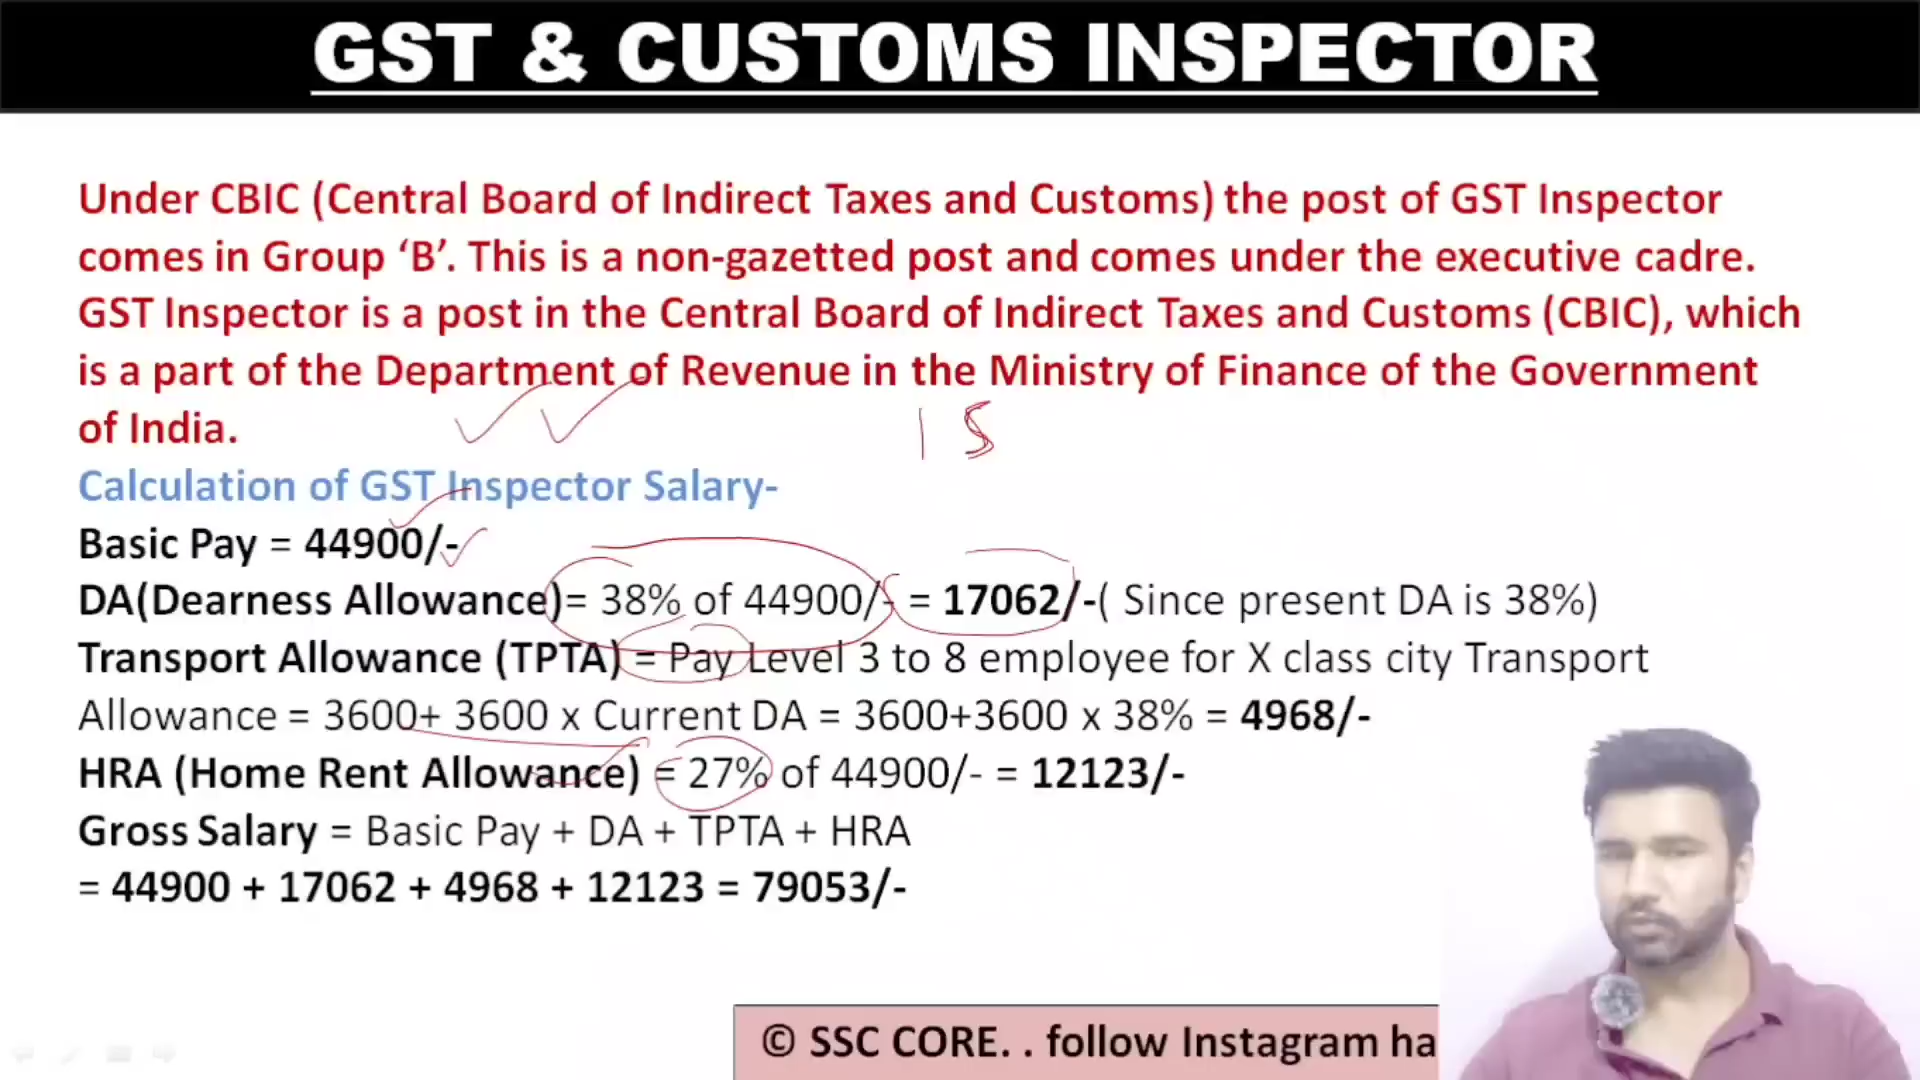 GST & CUSTOMS INSPECTOR
Under CBIC (Central Board of Indirect Taxes and Customs) the post of GST Inspector
comes in Group ‘B’. This is a non-gazetted post and comes under the executive cadre.
GST Inspector is a post in the Central Board of Indirect Taxes and Customs (CBIC), which
is a part of the Department of Revenue in the Ministry of Finance of the Government
of India.
1 5
Calculation of GST Inspector Salary-
Basic Pay = 44900/-
DA(Dearness Allowance)= 38% of 44900/- = 17062/-( Since present DA is 38%)
Transport Allowance (TPTA) = Pay Level 3 to 8 employee for X class city Transport
Allowance = 3600+ 3600 x Current DA = 3600+3600 x 38% = 4968/-
HRA (Home Rent Allowance) = 27% of 44900/- = 12123/-
Gross Salary = Basic Pay + DA + TPTA + HRA
= 44900 + 17062 + 4968 + 12123 = 79053/-
© SSC CORE. . follow Instagram ha